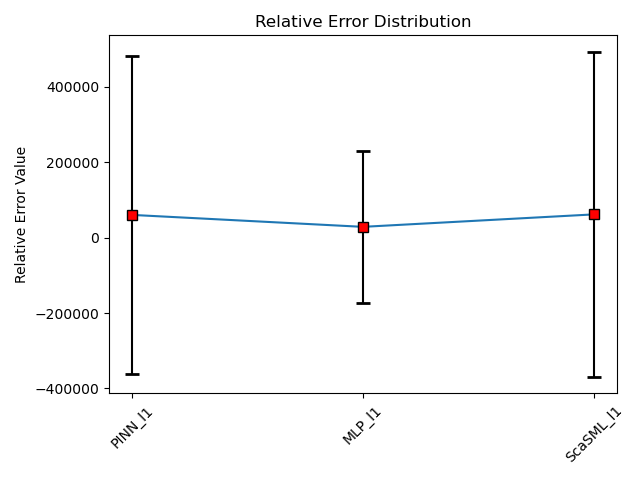 Relative Error Distribution
Relative Error Value
400000
200000
0
−200000
−400000
PINN_l1
MLP_l1
ScaSML_l1